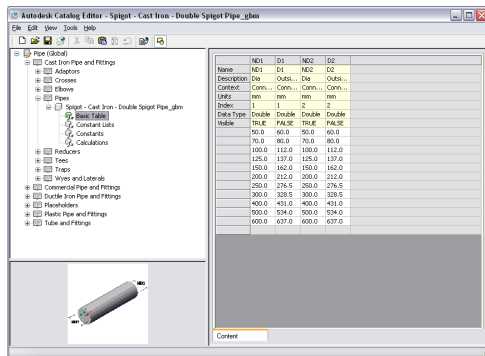 Autodesk Catalog Editor - Spigot - Cast Iron - Double Spigot Pipe_gbm
File Edit View Tools Help
Pipe (Global)
Cast Iron Pipe and Fittings
Adaptors
Crosses
Elbows
Pipes
Spigot - Cast Iron - Double Spigot Pipe_gbm
Basic Table
Constant Lists
Constants
Calculations
Reducers
Tees
Traps
Wyes and Laterals
Commercial Pipe and Fittings
Ductile Iron Pipe and Fittings
Placeholders
Plastic Pipe and Fittings
Tube and Fittings
ND1 D1 ND2 D2
Name ND1 D1 ND2 D2
Description Dia Outsi... Dia Outsi...
Context Conn... Conn... Conn... Conn...
Units mm mm mm mm
Index 1 1 2 2
Data Type Double Double Double Double
Visible TRUE FALSE TRUE FALSE
50.0 60.0 50.0 60.0
70.0 80.0 70.0 80.0
100.0 112.0 100.0 112.0
125.0 137.0 125.0 137.0
150.0 162.0 150.0 162.0
200.0 212.0 200.0 212.0
250.0 276.5 250.0 276.5
300.0 328.5 300.0 328.5
400.0 431.0 400.0 431.0
500.0 534.0 500.0 534.0
600.0 637.0 600.0 637.0
ND2
ND1
Content